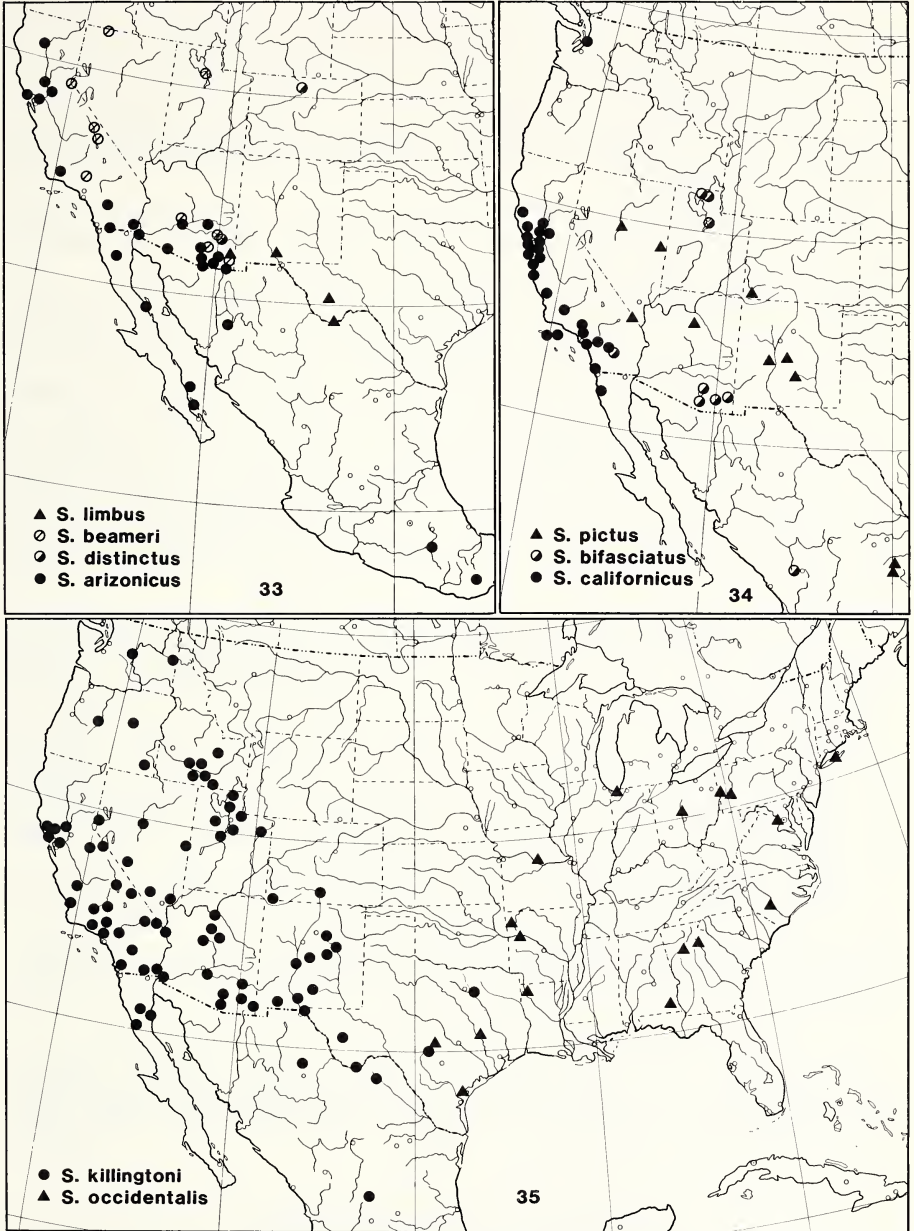 ▲ S. limbus
⊘ S. beameri
◑ S. distinctus
● S. arizonicus
33
▲ S. pictus
◑ S. bifasciatus
● S. californicus
34
● S. killingtoni
▲ S. occidentalis
35